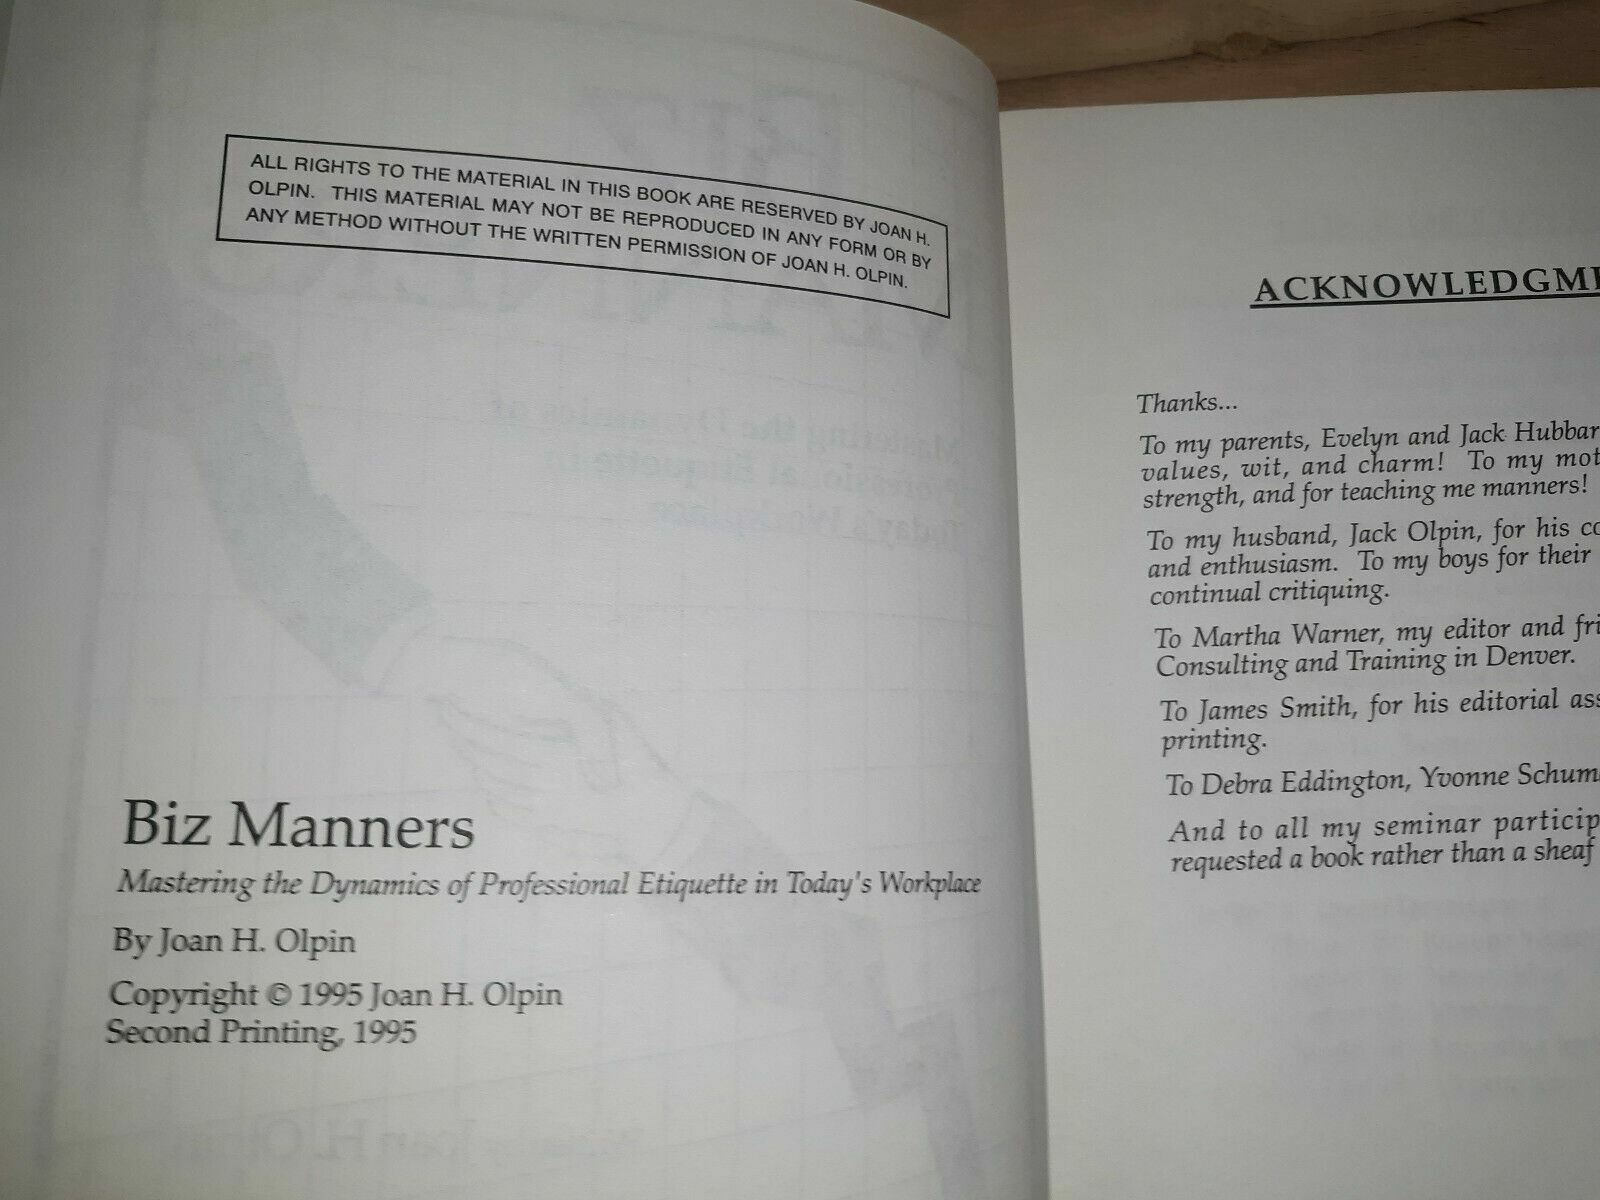 ALL RIGHTS TO THE MATERIAL IN THIS BOOK ARE RESERVED BY JOAN H.
OLPIN. THIS MATERIAL MAY NOT BE REPRODUCED IN ANY FORM OR BY
ANY METHOD WITHOUT THE WRITTEN PERMISSION OF JOAN H. OLPIN.
Biz Manners
Mastering the Dynamics of Professional Etiquette in Today's Workplace
By Joan H. Olpin
Copyright © 1995 Joan H. Olpin
Second Printing, 1995
ACKNOWLEDGME
Thanks...
To my parents, Evelyn and Jack Hubbar
values, wit, and charm! To my mot
strength, and for teaching me manners!
To my husband, Jack Olpin, for his co
and enthusiasm. To my boys for their
continual critiquing.
To Martha Warner, my editor and fri
Consulting and Training in Denver.
To James Smith, for his editorial ass
printing.
To Debra Eddington, Yvonne Schum
And to all my seminar particip
requested a book rather than a sheaf